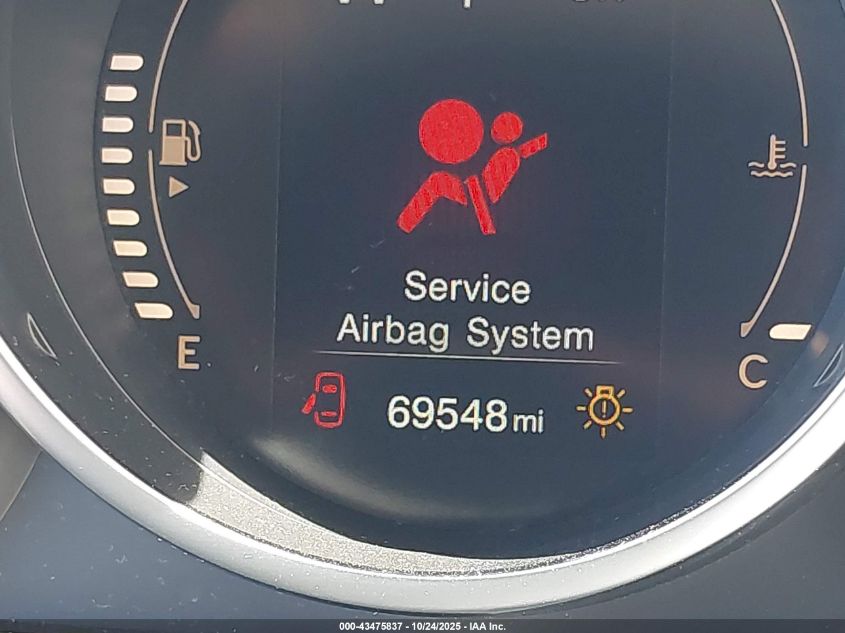 Service
Airbag System
E
C
69548 mi
000-43475837 - 10/24/2025 - IAA Inc.